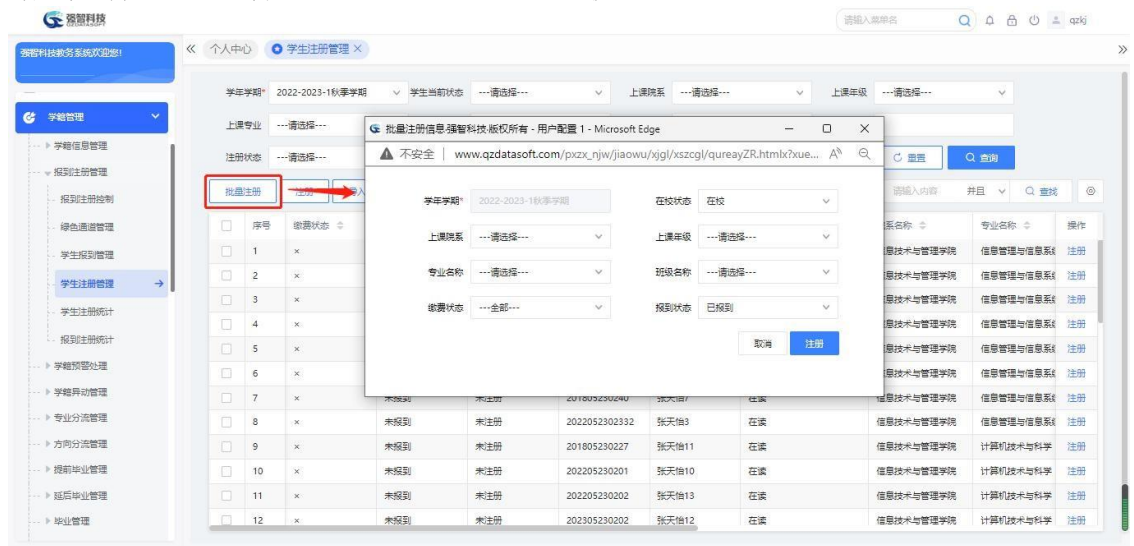 强智科技
请输入菜单名
qzkj
强智科技教务系统欢迎您!
个人中心
学生注册管理
学籍管理
学籍信息管理
报到注册管理
报到注册控制
绿色通道管理
学生报到管理
学生注册管理
学生注册统计
报到注册统计
学籍预警处理
学籍异动管理
专业分流管理
方向分流管理
提前毕业管理
延后毕业管理
毕业管理
学年学期* 2022-2023-1秋季学期 学生当前状态 ---请选择--- 上课院系 ---请选择--- 上课年级 ---请选择---
上课专业 ---请选择---
注册状态 ---请选择--- 重置 查询
批量注册 注册 导入 请输入内容 并且 查找
序号 缴费状态 系名称 专业名称 操作
1 × 息技术与管理学院 信息管理与信息系统 注册
2 × 息技术与管理学院 信息管理与信息系统 注册
3 × 息技术与管理学院 信息管理与信息系统 注册
4 × 息技术与管理学院 信息管理与信息系统 注册
5 × 息技术与管理学院 信息管理与信息系统 注册
6 × 息技术与管理学院 信息管理与信息系统 注册
7 × 未报到 未注册 201805230240 张天怡7 在读 信息技术与管理学院 信息管理与信息系统 注册
8 × 未报到 未注册 2022052302332 张天怡3 在读 信息技术与管理学院 信息管理与信息系统 注册
9 × 未报到 未注册 201805230227 张天怡11 在读 信息技术与管理学院 计算机技术与科学 注册
10 × 未报到 未注册 202205230201 张天怡10 在读 信息技术与管理学院 计算机技术与科学 注册
11 × 未报到 未注册 202205230202 张天怡13 在读 信息技术与管理学院 计算机技术与科学 注册
12 × 未报到 未注册 202305230202 张天怡12 在读 信息技术与管理学院 计算机技术与科学 注册
批量注册信息-强智科技-版权所有 - 用户配置 1 - Microsoft Edge
不安全 www.qzdatasoft.com/pxzx_njw/jiaowu/xjgl/xszcgl/qureayZR.htmlx?xue...
学年学期* 2022-2023-1秋季学期 在校状态 在校
上课院系 ---请选择--- 上课年级 ---请选择---
专业名称 ---请选择--- 班级名称 ---请选择---
缴费状态 ---全部--- 报到状态 已报到
取消 注册